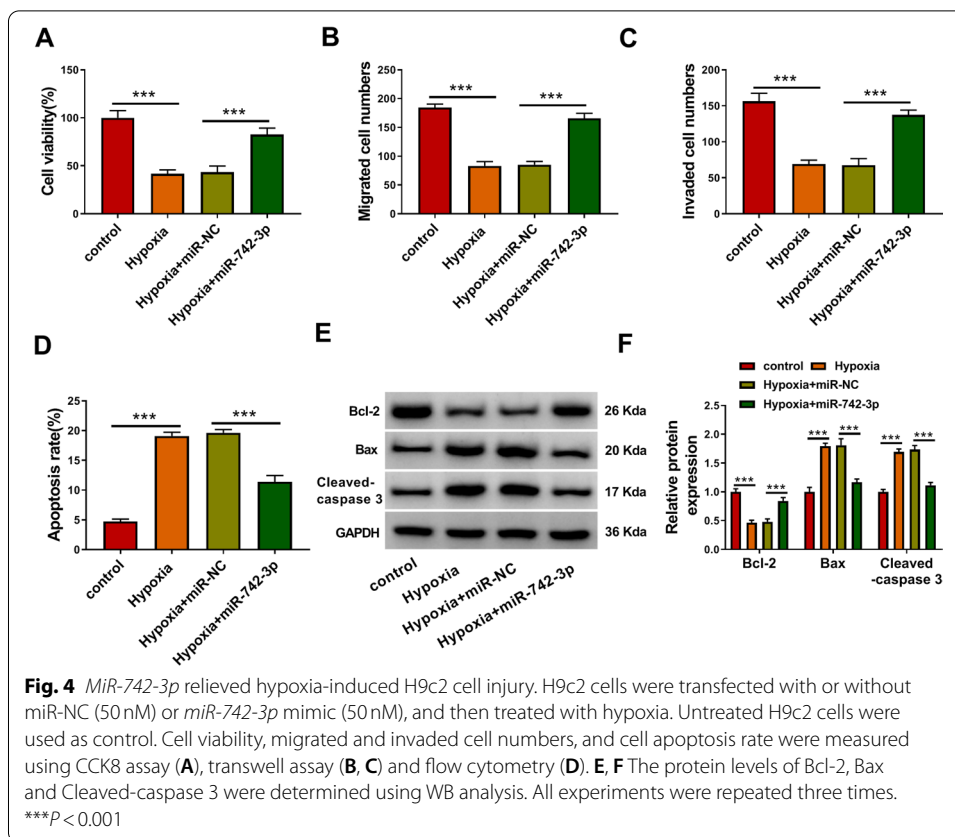 A
Cell viability(%)
150
100
50
0
***
***
control
Hypoxia
Hypoxia+miR-NC
Hypoxia+miR-742-3p
B
Migrated cell numbers
250
200
150
100
50
0
***
***
control
Hypoxia
Hypoxia+miR-NC
Hypoxia+miR-742-3p
C
Invaded cell numbers
200
150
100
50
0
***
***
control
Hypoxia
Hypoxia+miR-NC
Hypoxia+miR-742-3p
D
Apoptosis rate(%)
25
20
15
10
5
0
***
***
control
Hypoxia
Hypoxia+miR-NC
Hypoxia+miR-742-3p
E
Bcl-2 26 Kda
Bax 20 Kda
Cleaved-
caspase 3 17 Kda
GAPDH 36 Kda
control
Hypoxia
Hypoxia+miR-NC
Hypoxia+miR-742-3p
F
control Hypoxia
Hypoxia+miR-NC
Hypoxia+miR-742-3p
Relative protein
expression
2.5
2.0
1.5
1.0
0.5
0.0
***
***
***
***
***
***
Bcl-2 Bax Cleaved
-caspase 3
Fig. 4 MiR-742-3p relieved hypoxia-induced H9c2 cell injury. H9c2 cells were transfected with or without
miR-NC (50 nM) or miR-742-3p mimic (50 nM), and then treated with hypoxia. Untreated H9c2 cells were
used as control. Cell viability, migrated and invaded cell numbers, and cell apoptosis rate were measured
using CCK8 assay (A), transwell assay (B, C) and flow cytometry (D). E, F The protein levels of Bcl-2, Bax
and Cleaved-caspase 3 were determined using WB analysis. All experiments were repeated three times.
***P < 0.001